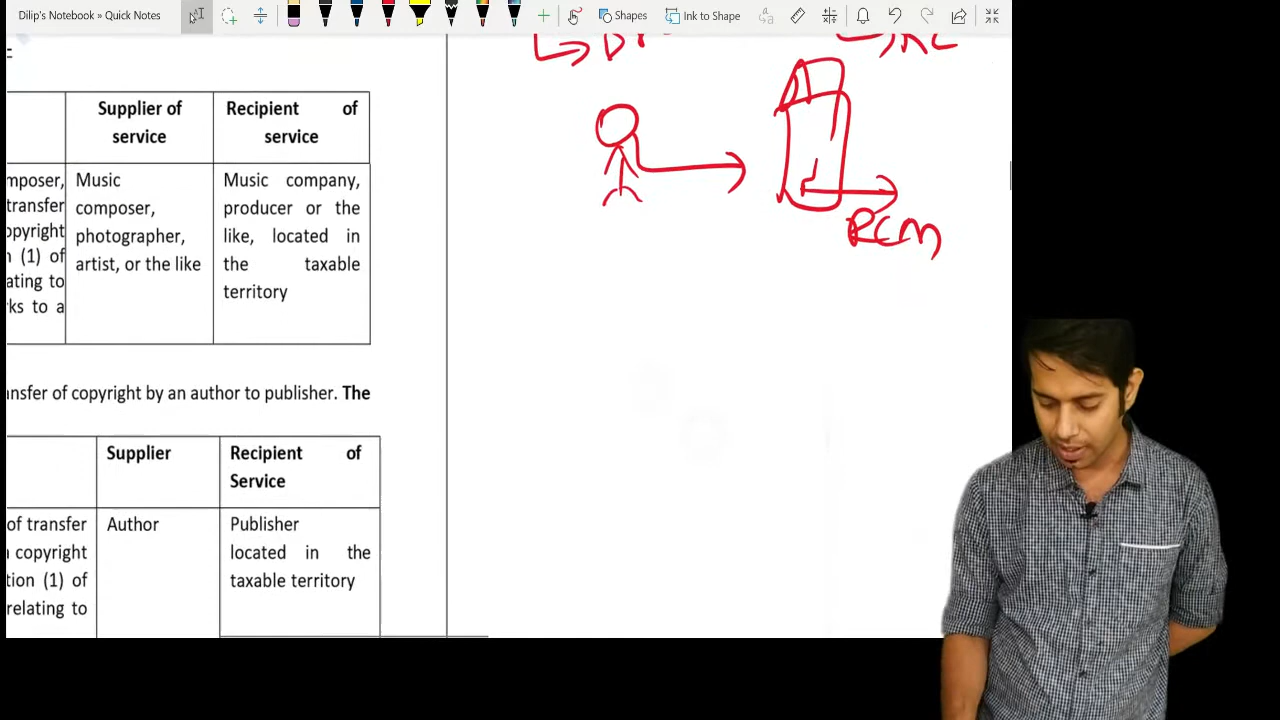 Dilip's Notebook » Quick Notes
Shapes
Ink to Shape
Supplier of
service
Recipient of
service
Music
composer,
photographer,
artist, or the like
Music company,
producer or the
like, located in
the taxable
territory
transfer
(1) of
ating to
ks to a
RCM
ansfer of copyright by an author to publisher. The
Supplier
Recipient of
Service
of transfer
copyright
tion (1) of
relating to
Author
Publisher
located in the
taxable territory